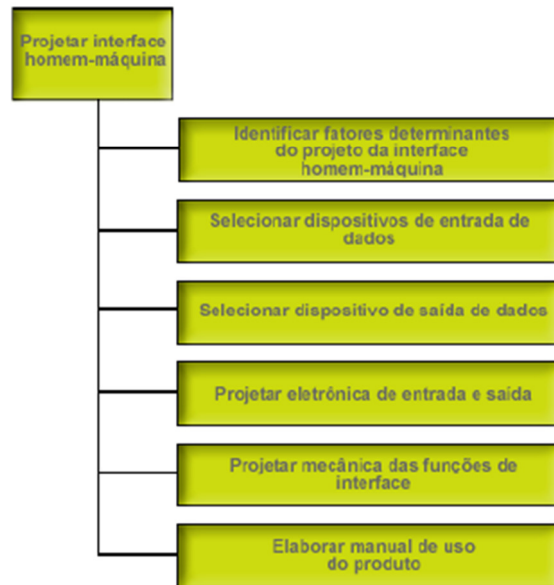 Projetar interface
homem-máquina
Identificar fatores determinantes
do projeto da interface
homem-máquina
Selecionar dispositivos de entrada de
dados
Selecionar dispositivo de saída de dados
Projetar eletrônica de entrada e saída
Projetar mecânica das funções de
interface
Elaborar manual de uso
do produto